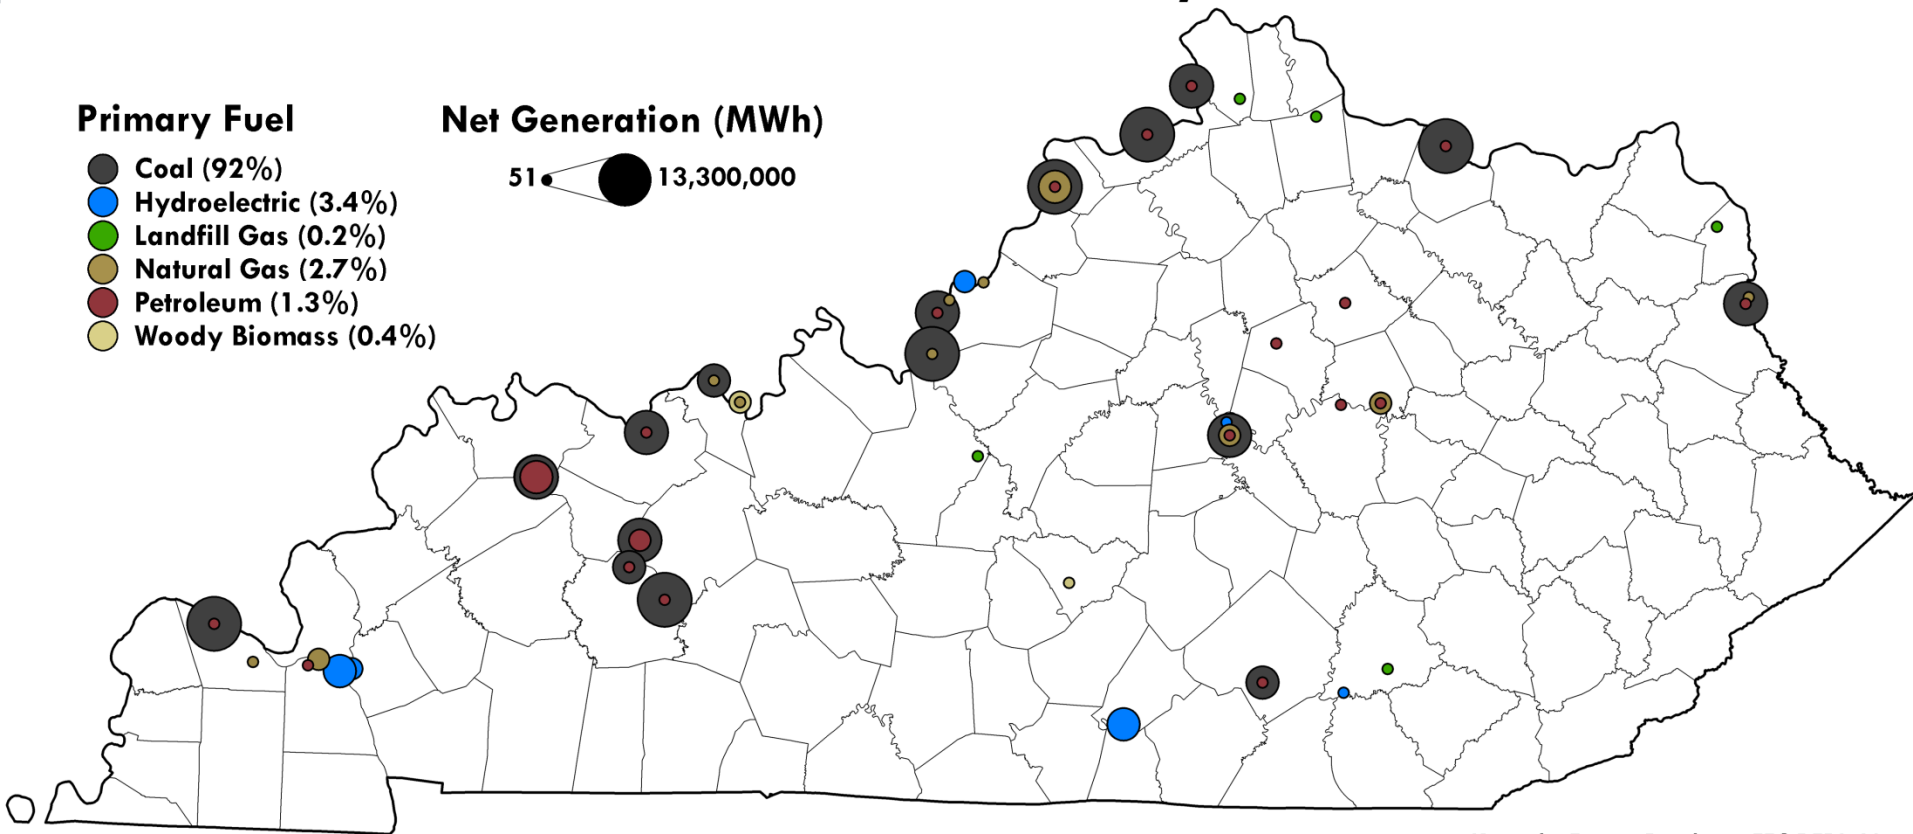 Primary Fuel
Coal (92%)
Hydroelectric (3.4%)
Landfill Gas (0.2%)
Natural Gas (2.7%)
Petroleum (1.3%)
Woody Biomass (0.4%)
Net Generation (MWh)
51
13,300,000